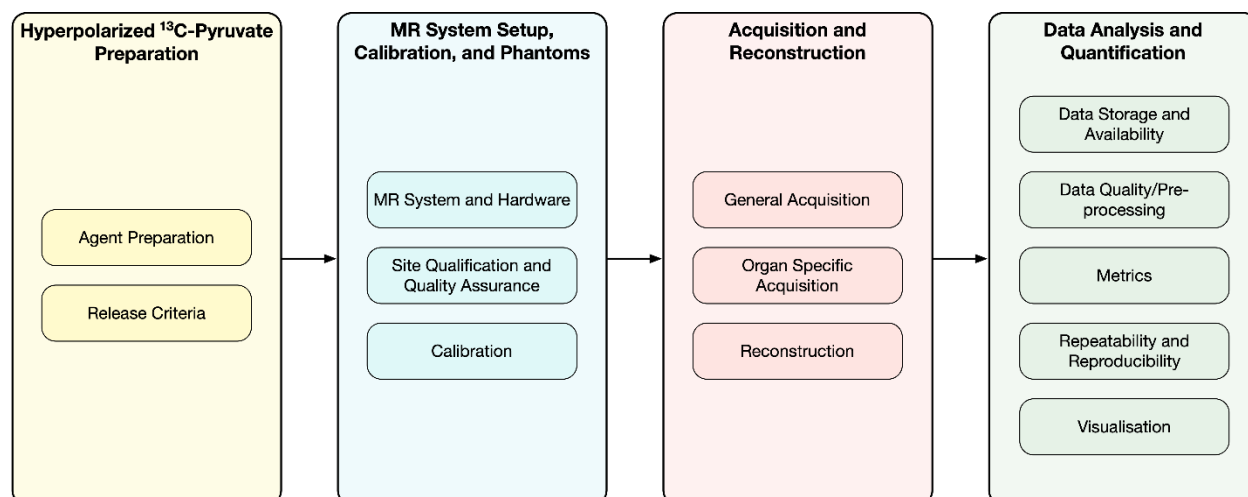 Hyperpolarized ¹³C-Pyruvate
Preparation
Agent Preparation
Release Criteria
MR System Setup,
Calibration, and Phantoms
MR System and Hardware
Site Qualification and
Quality Assurance
Calibration
Acquisition and
Reconstruction
General Acquisition
Organ Specific
Acquisition
Reconstruction
Data Analysis and
Quantification
Data Storage and
Availability
Data Quality/Pre-
processing
Metrics
Repeatability and
Reproducibility
Visualisation